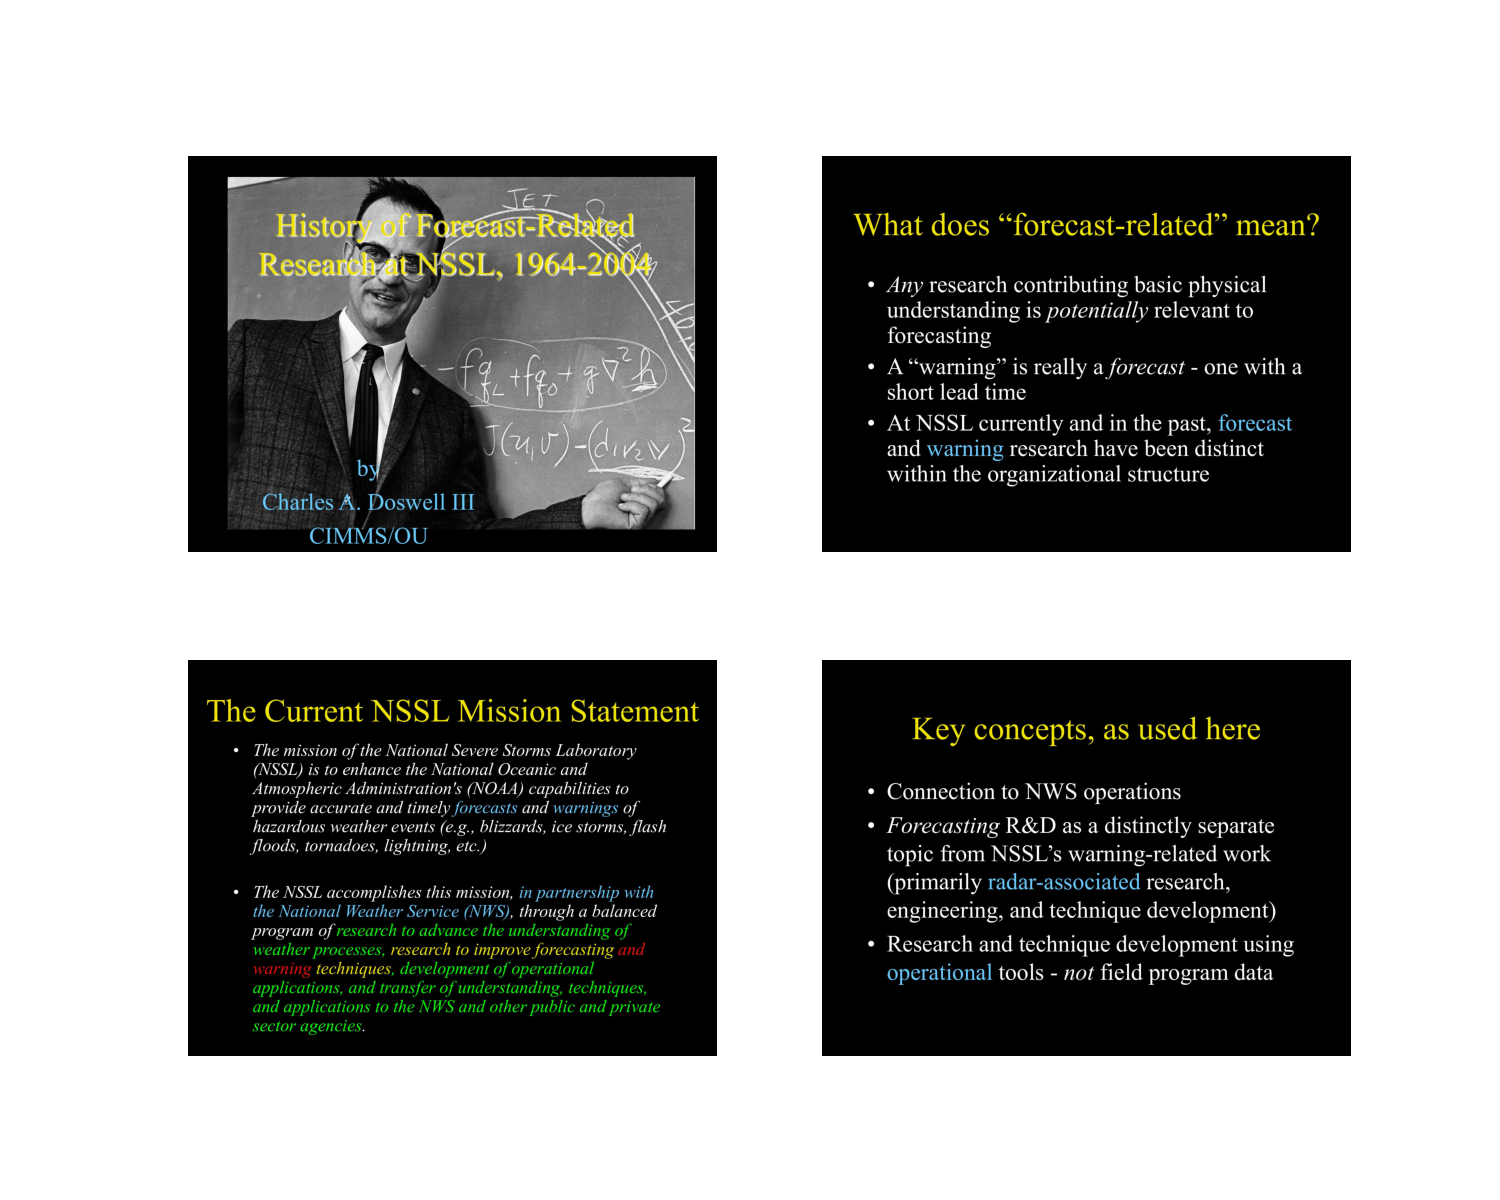 History of Forecast-Related
Research at NSSL, 1964-2004
JET STREAM
-fq_L + fq_0 + g∇²h
J(u,v) - (div₂ V)²
by
Charles A. Doswell III
CIMMS/OU
What does “forecast-related” mean?
• Any research contributing basic physical
understanding is potentially relevant to
forecasting
• A “warning” is really a forecast - one with a
short lead time
• At NSSL currently and in the past, forecast
and warning research have been distinct
within the organizational structure
The Current NSSL Mission Statement
• The mission of the National Severe Storms Laboratory
(NSSL) is to enhance the National Oceanic and
Atmospheric Administration's (NOAA) capabilities to
provide accurate and timely forecasts and warnings of
hazardous weather events (e.g., blizzards, ice storms, flash
floods, tornadoes, lightning, etc.)
• The NSSL accomplishes this mission, in partnership with
the National Weather Service (NWS), through a balanced
program of research to advance the understanding of
weather processes, research to improve forecasting and
warning techniques, development of operational
applications, and transfer of understanding, techniques,
and applications to the NWS and other public and private
sector agencies.
Key concepts, as used here
• Connection to NWS operations
• Forecasting R&D as a distinctly separate
topic from NSSL’s warning-related work
(primarily radar-associated research,
engineering, and technique development)
• Research and technique development using
operational tools - not field program data